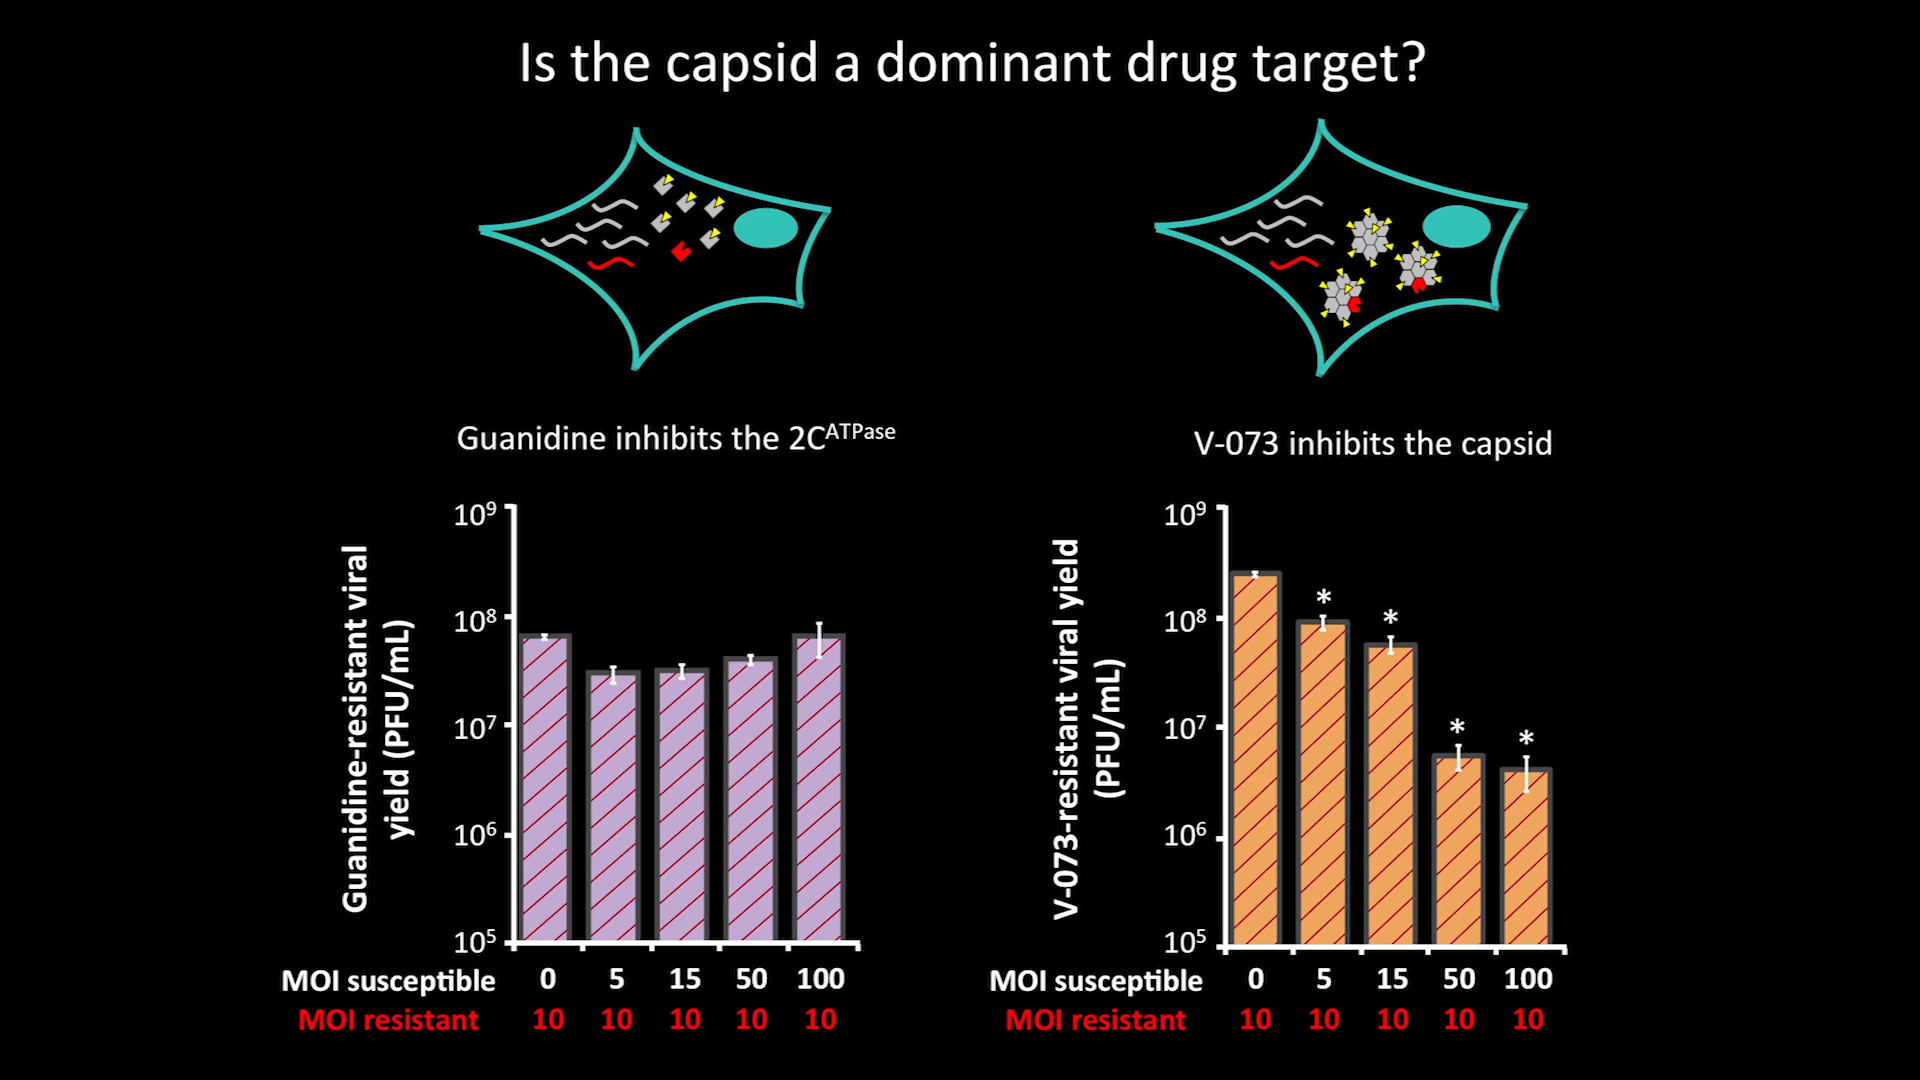 Is the capsid a dominant drug target?
Guanidine inhibits the 2CATPase
V-073 inhibits the capsid
Guanidine-resistant viral
yield (PFU/mL)
10⁹
10⁸
10⁷
10⁶
10⁵
MOI susceptible 0 5 15 50 100
MOI resistant 10 10 10 10 10
V-073-resistant viral yield
(PFU/mL)
10⁹
10⁸
10⁷
10⁶
10⁵
*
*
*
*
MOI susceptible 0 5 15 50 100
MOI resistant 10 10 10 10 10